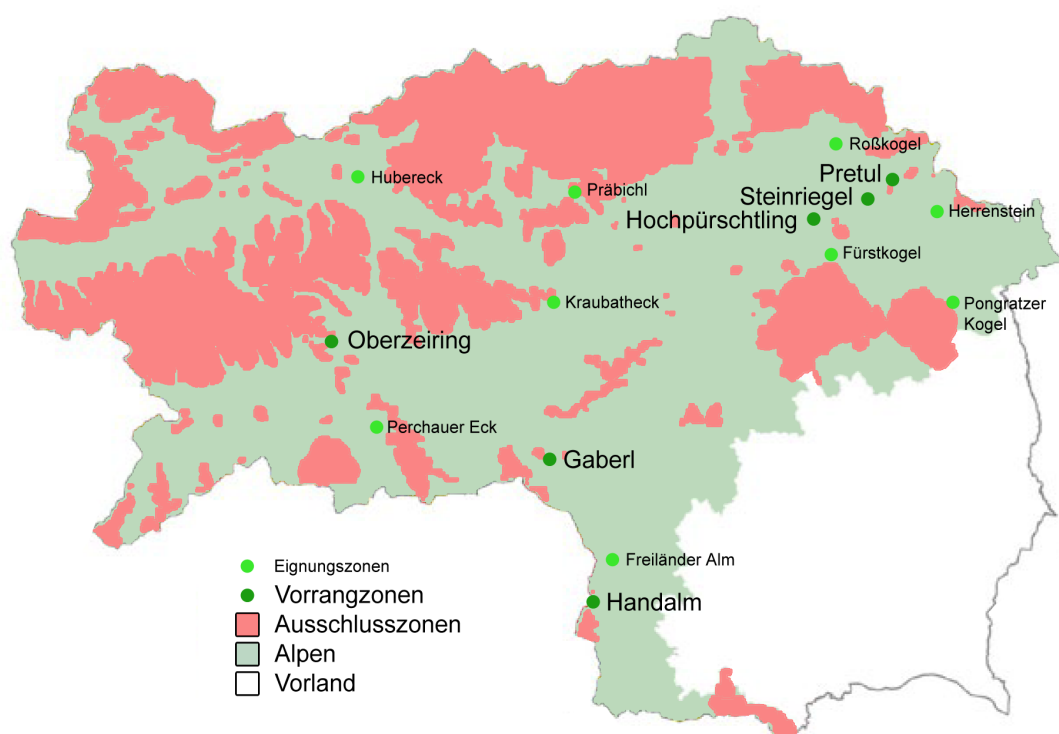 Roßkogel
Hubereck
Pretul
Präbichl
Steinriegel
Herrenstein
Hochpürschtling
Fürstkogel
Kraubatheck
Pongratzer
Kogel
Oberzeiring
Perchauer Eck
Gaberl
Freiländer Alm
Handalm
Eignungszonen
Vorrangzonen
Ausschlusszonen
Alpen
Vorland